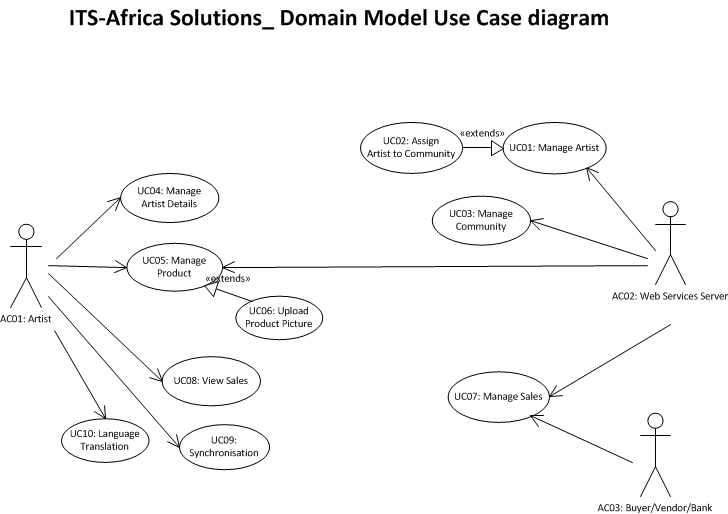 ITS-Africa Solutions_ Domain Model Use Case diagram
UC02: Assign
Artist to Community
«extends»
UC01: Manage Artist
UC04: Manage
Artist Details
UC03: Manage
Community
UC05: Manage
Product
«extends»
AC02: Web Services Server
UC06: Upload
Product Picture
AC01: Artist
UC08: View Sales
UC07: Manage Sales
UC10: Language
Translation
UC09:
Synchronisation
AC03: Buyer/Vendor/Bank